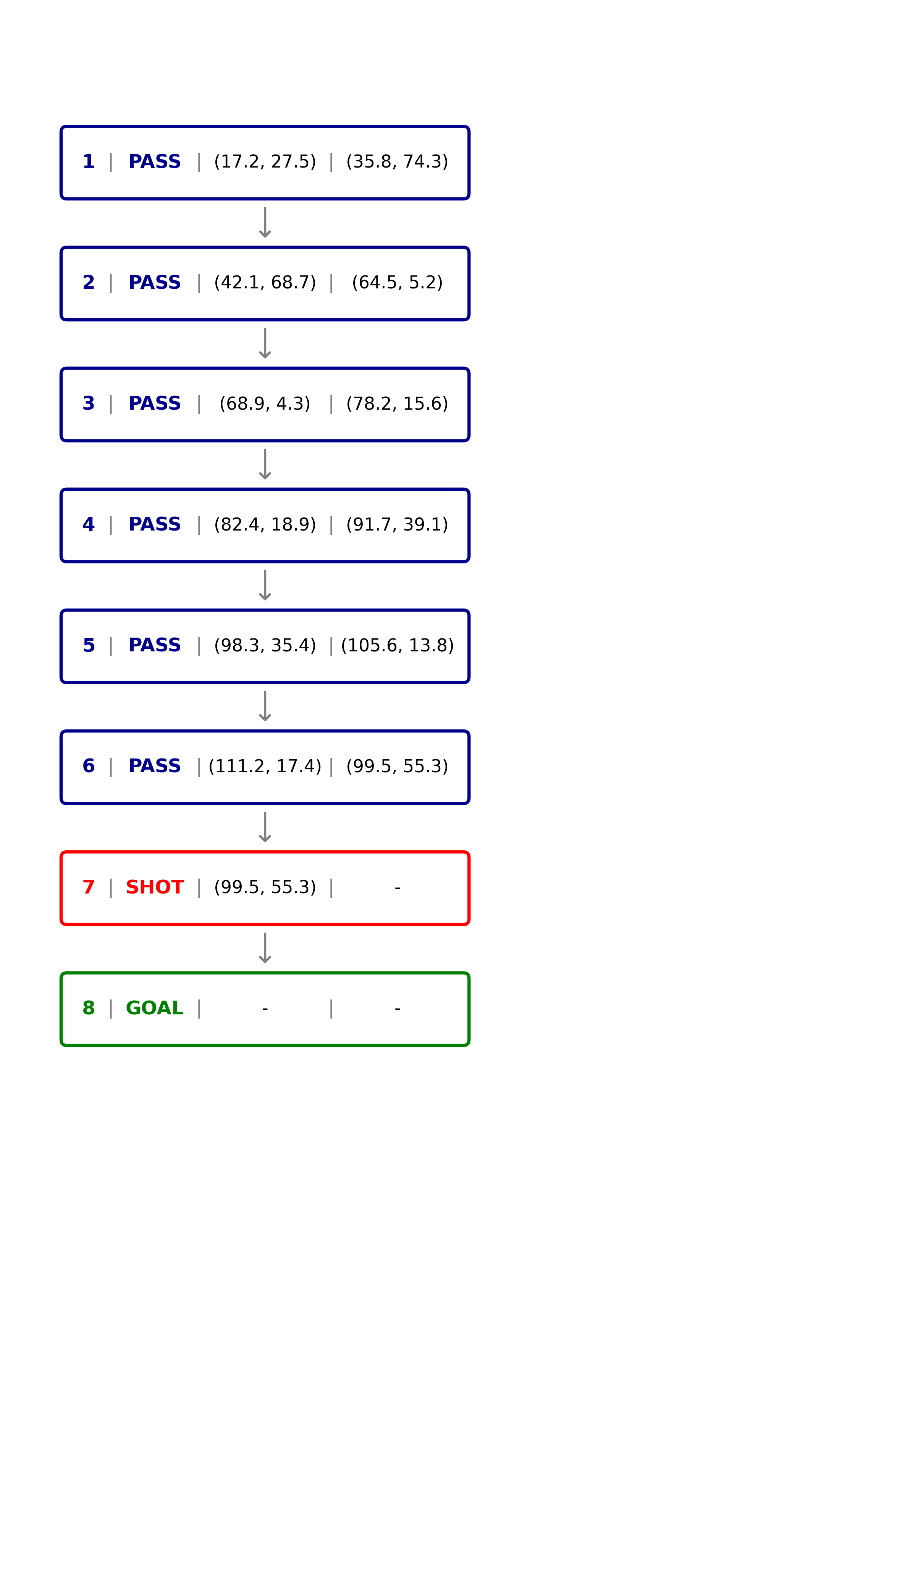 1 | PASS | (17.2, 27.5) | (35.8, 74.3)
2 | PASS | (42.1, 68.7) | (64.5, 5.2)
3 | PASS | (68.9, 4.3) | (78.2, 15.6)
4 | PASS | (82.4, 18.9) | (91.7, 39.1)
5 | PASS | (98.3, 35.4) | (105.6, 13.8)
6 | PASS | (111.2, 17.4) | (99.5, 55.3)
7 | SHOT | (99.5, 55.3) | -
8 | GOAL | - | -